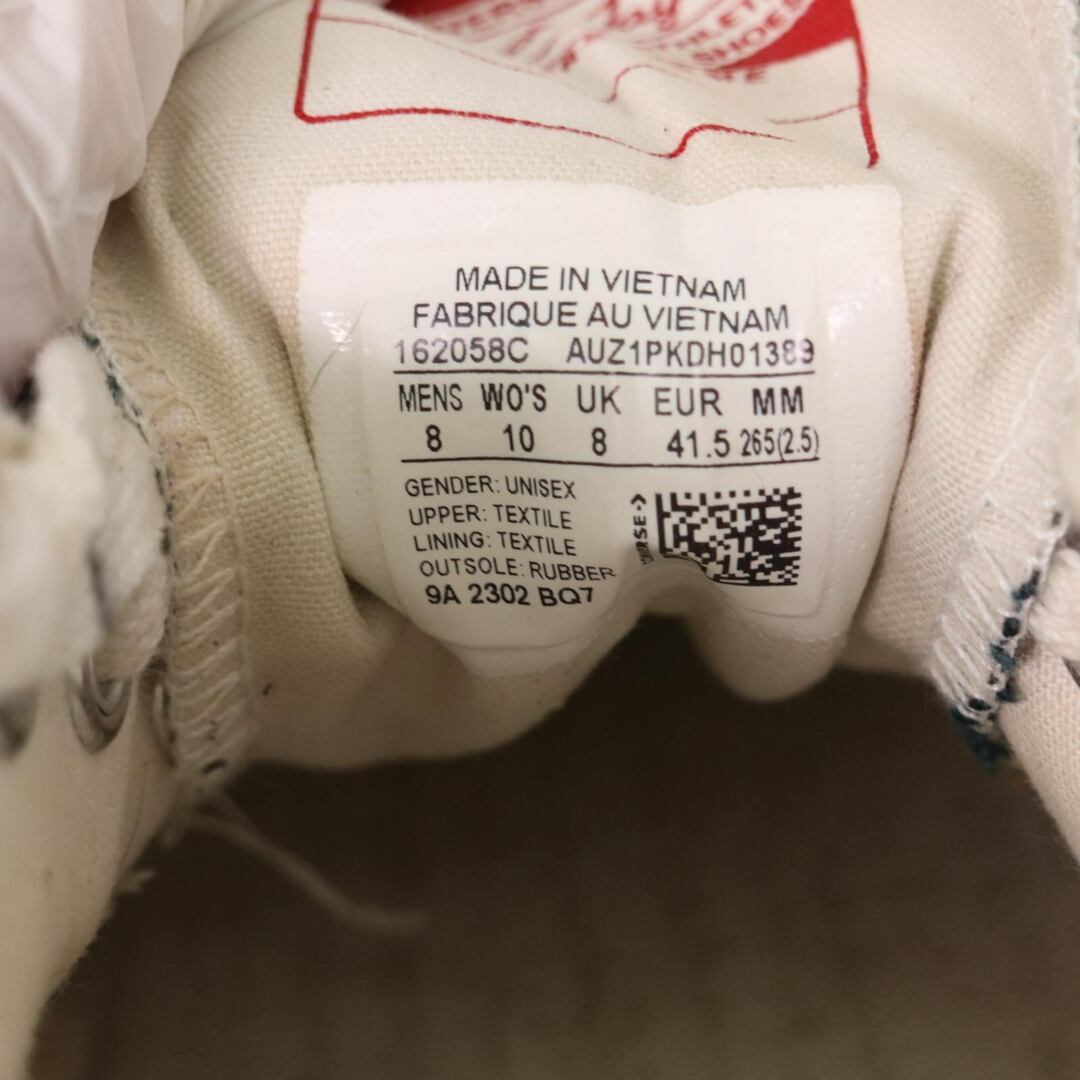 SHOES
MADE IN VIETNAM
FABRIQUE AU VIETNAM
162058C AUZ1PKDH01389
MENS WO'S UK EUR MM
8 10 8 41.5 265(2.5)
GENDER: UNISEX
UPPER: TEXTILE
LINING: TEXTILE
OUTSOLE: RUBBER
9A 2302 BQ7